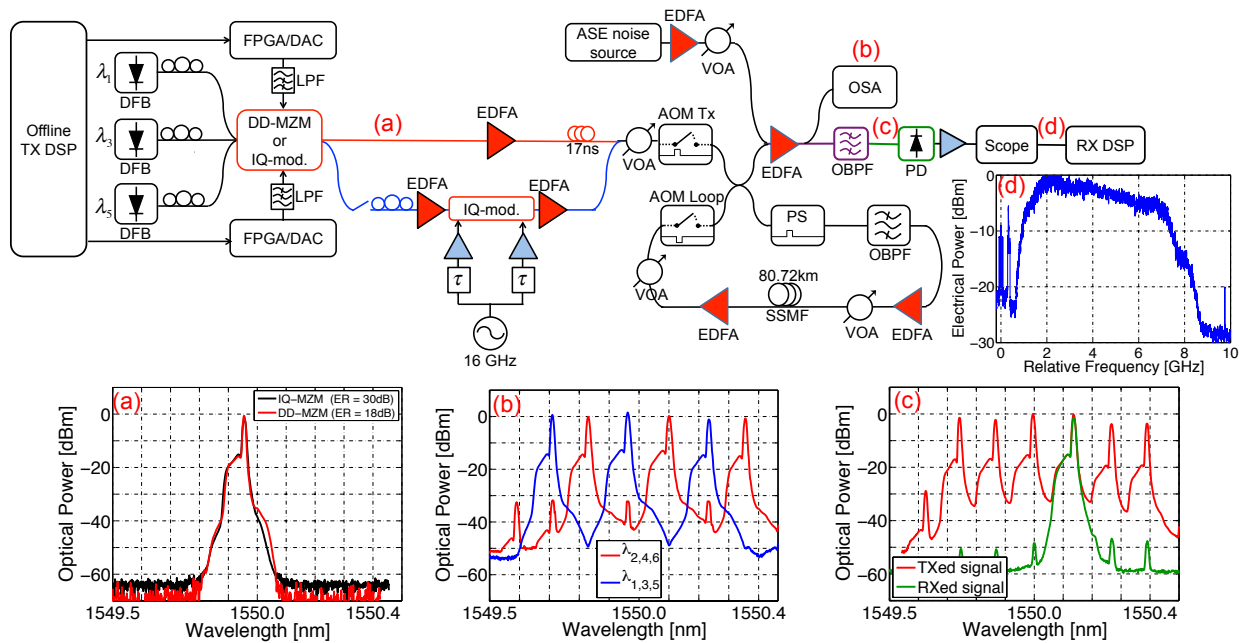 Offline
TX DSP
FPGA/DAC
LPF
λ1
DFB
λ3
DFB
λ5
DFB
DD-MZM
or
IQ-mod.
LPF
FPGA/DAC
(a)
EDFA
17ns
EDFA
IQ-mod.
EDFA
τ
τ
16 GHz
ASE noise
source
EDFA
VOA
VOA
AOM Tx
AOM Loop
VOA
EDFA
80.72km
SSMF
VOA
EDFA
PS
OBPF
EDFA
(b)
OSA
(c)
OBPF
PD
Scope
(d)
RX DSP
(d)
Electrical Power [dBm]
0
−10
−20
−30
0 2 4 6 8 10
Relative Frequency [GHz]
(a)
IQ−MZM (ER = 30dB)
DD−MZM (ER = 18dB)
Optical Power [dBm]
0
−20
−40
−60
1549.5 1550.0 1550.4
Wavelength [nm]
(b)
λ2,4,6
λ1,3,5
Optical Power [dBm]
0
−20
−40
−60
1549.5 1550.0 1550.4
Wavelength [nm]
(c)
TXed signal
RXed signal
Optical Power [dBm]
0
−20
−40
−60
1549.5 1550.0 1550.4
Wavelength [nm]